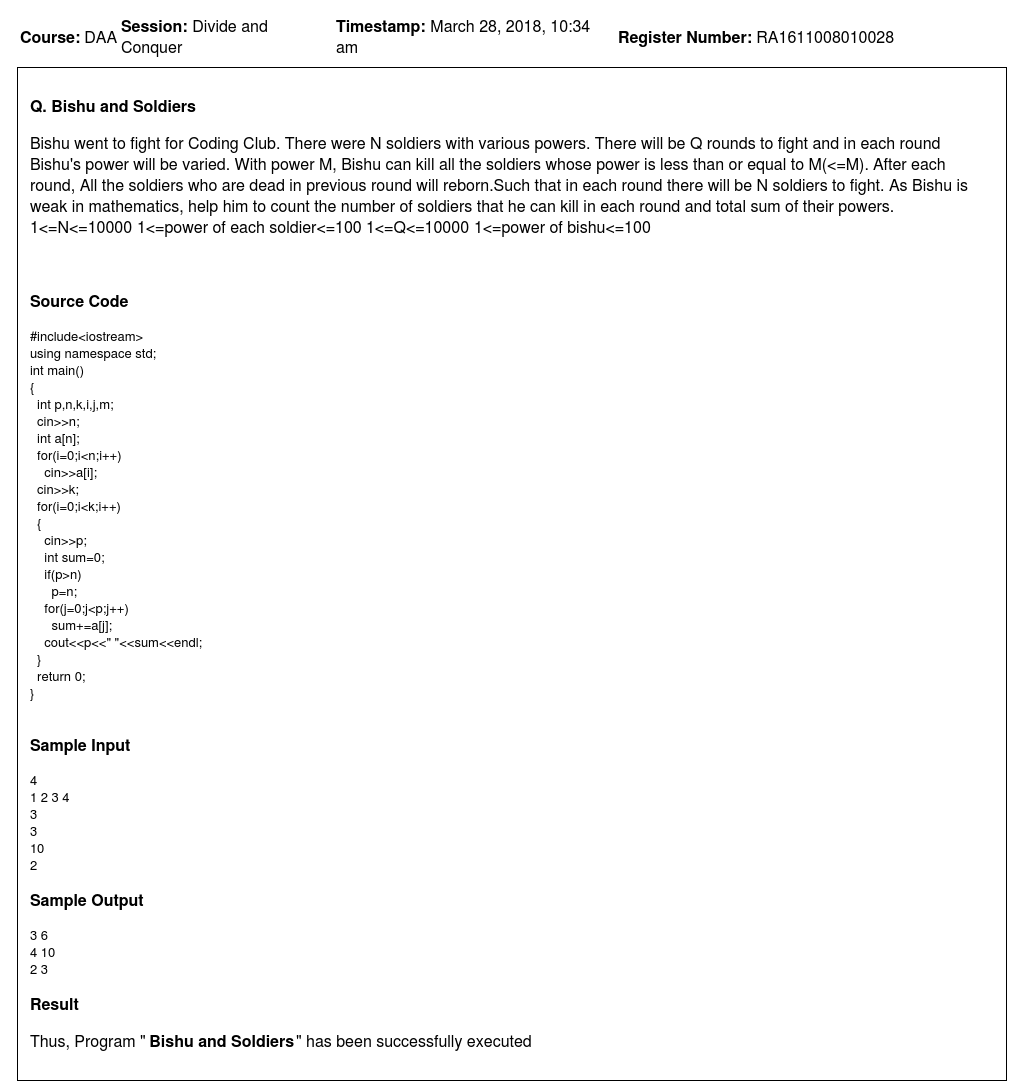 Course: DAA Session: Divide and Conquer Timestamp: March 28, 2018, 10:34 am Register Number: RA1611008010028
Q. Bishu and Soldiers
Bishu went to fight for Coding Club. There were N soldiers with various powers. There will be Q rounds to fight and in each round
Bishu's power will be varied. With power M, Bishu can kill all the soldiers whose power is less than or equal to M(<=M). After each
round, All the soldiers who are dead in previous round will reborn.Such that in each round there will be N soldiers to fight. As Bishu is
weak in mathematics, help him to count the number of soldiers that he can kill in each round and total sum of their powers.
1<=N<=10000 1<=power of each soldier<=100 1<=Q<=10000 1<=power of bishu<=100
Source Code
#include<iostream>
using namespace std;
int main()
{
  int p,n,k,i,j,m;
  cin>>n;
  int a[n];
  for(i=0;i<n;i++)
    cin>>a[i];
  cin>>k;
  for(i=0;i<k;i++)
  {
    cin>>p;
    int sum=0;
    if(p>n)
      p=n;
    for(j=0;j<p;j++)
      sum+=a[j];
    cout<<p<<" "<<sum<<endl;
  }
  return 0;
}
Sample Input
4
1 2 3 4
3
3
10
2
Sample Output
3 6
4 10
2 3
Result
Thus, Program " Bishu and Soldiers" has been successfully executed